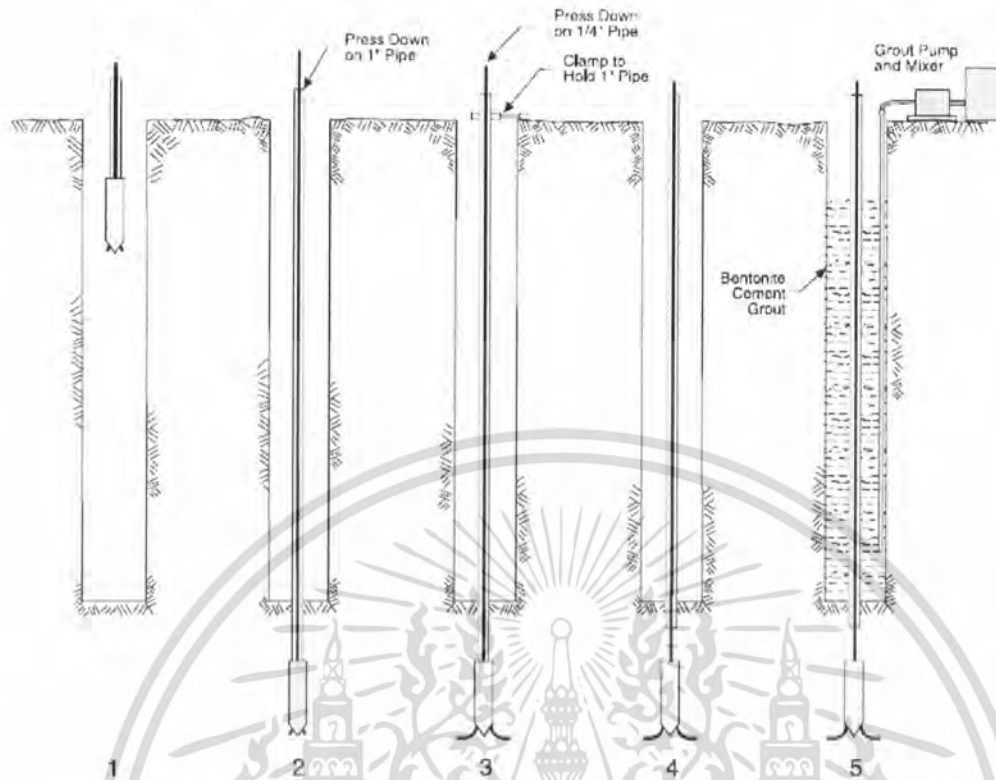 Press Down
on 1" Pipe
Press Down
on 1/4" Pipe
Clamp to
Hold 1" Pipe
Grout Pump
and Mixer
Bentonite
Cement
Grout
1
2
3
4
5